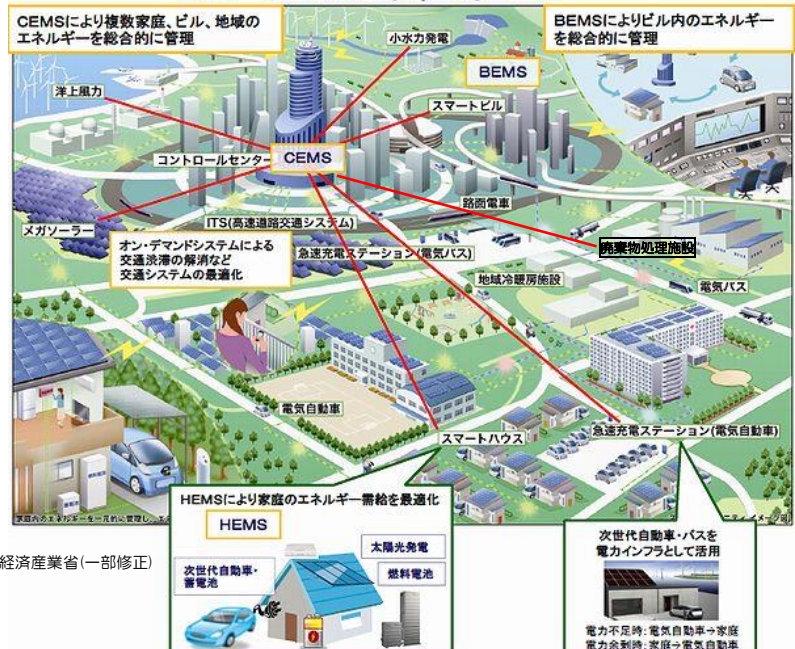 CEMSにより複数家庭、ビル、地域の
エネルギーを総合的に管理
BEMSによりビル内のエネルギー
を総合的に管理
小水力発電
BEMS
洋上風力
スマートビル
コントロールセンター
CEMS
路面電車
メガソーラー
ITS(高速道路交通システム)
廃棄物処理施設
オン・デマンドシステムによる
交通渋滞の解消など
交通システムの最適化
急速充電ステーション(電気バス)
地域冷暖房施設
電気バス
電気自動車
スマートハウス
急速充電ステーション(電気自動車)
HEMSにより家庭のエネルギー需給を最適化
HEMS
太陽光発電
次世代自動車・
蓄電池
燃料電池
次世代自動車・バスを
電力インフラとして活用
電力不足時:電気自動車→家庭
電力余剰時:家庭→電気自動車
経済産業省(一部修正)